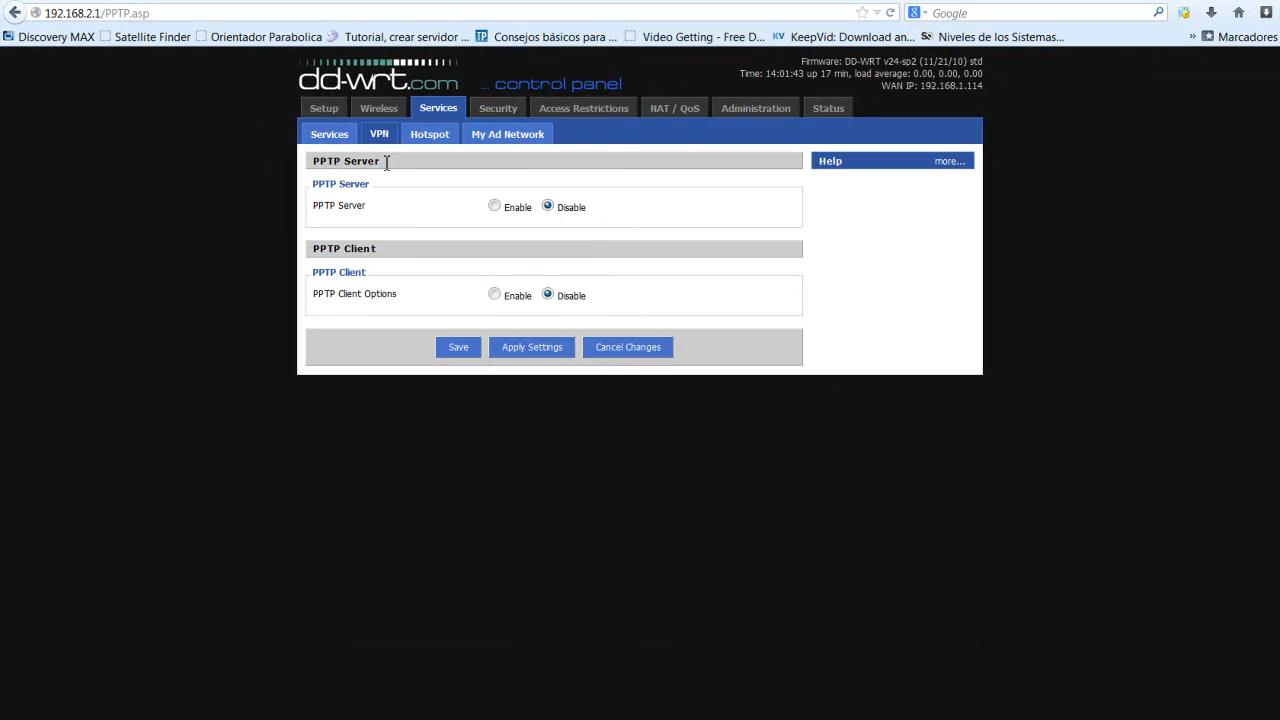 192.168.2.1/PPTP.asp
Google
Discovery MAX Satellite Finder Orientador Parabolica Tutorial, crear servidor ... TP Consejos básicos para ... Video Getting - Free D... KV KeepVid: Download an... Niveles de los Sistemas... » Marcadores
Firmware: DD-WRT v24-sp2 (11/21/10) std
Time: 14:01:43 up 17 min, load average: 0.00, 0.00, 0.00
WAN IP: 192.168.1.114
dd-wrt.com ... control panel
Setup Wireless Services Security Access Restrictions NAT / QoS Administration Status
Services VPN Hotspot My Ad Network
PPTP Server
Help more...
PPTP Server
PPTP Server Enable Disable
PPTP Client
PPTP Client
PPTP Client Options Enable Disable
Save Apply Settings Cancel Changes